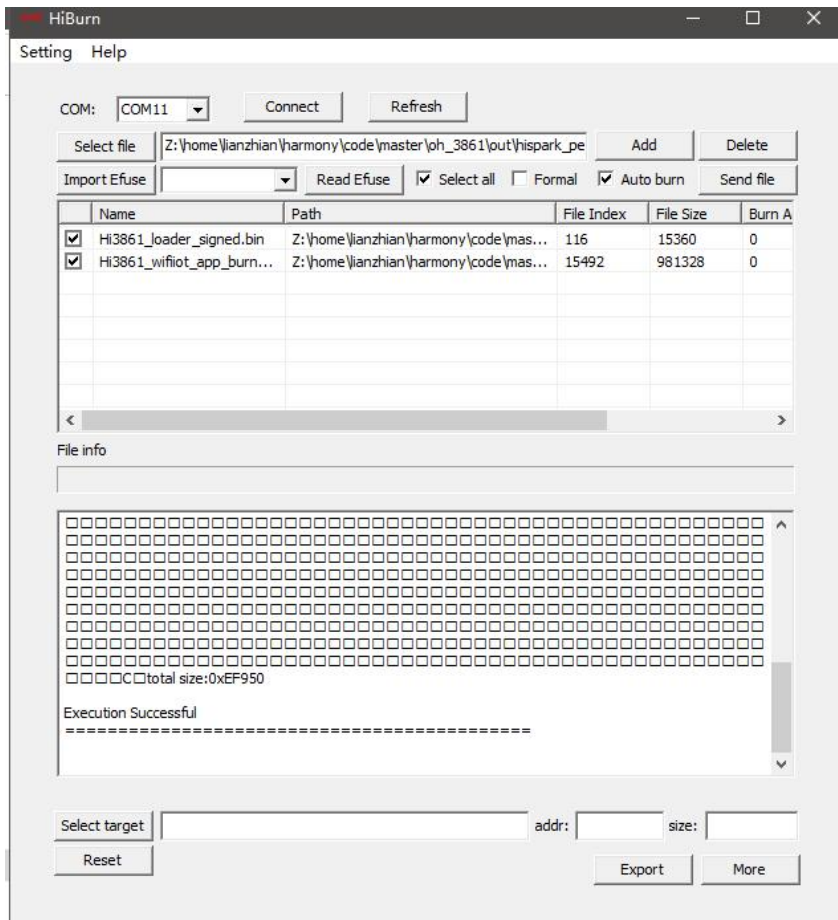 HiBurn
Setting Help
COM: COM11 Connect Refresh
Select file Z:\home\lianzhian\harmony\code\master\oh_3861\out\hispark_pe Add Delete
Import Efuse Read Efuse Select all Formal Auto burn Send file
Name Path File Index File Size Burn A
Hi3861_loader_signed.bin Z:\home\lianzhian\harmony\code\mas... 116 15360 0
Hi3861_wifiiot_app_burn... Z:\home\lianzhian\harmony\code\mas... 15492 981328 0
File info
□□□□C□total size:0xEF950
Execution Successful
============================================
Select target addr: size:
Reset Export More